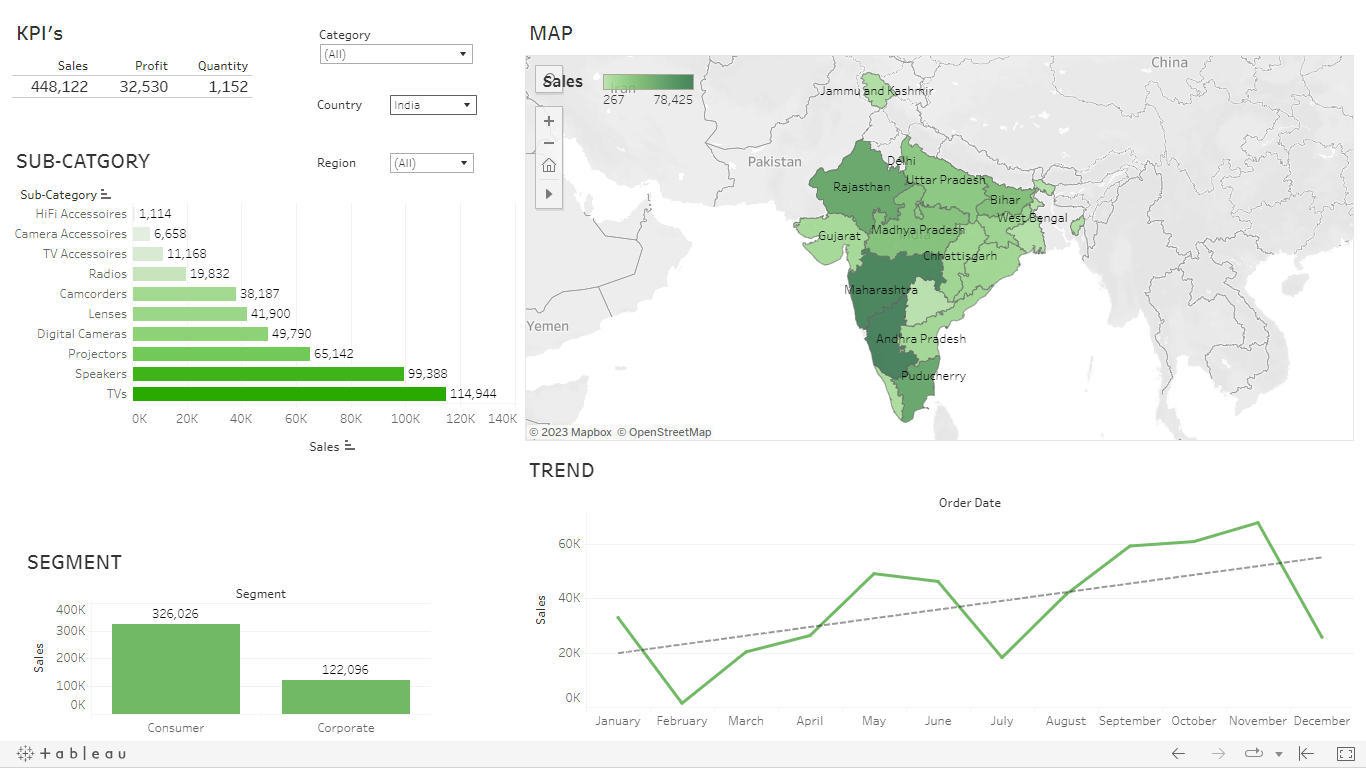 KPI's
Sales Profit Quantity
448,122 32,530 1,152
Category
(All)
Country India
Region (All)
SUB-CATGORY
Sub-Category
HiFi Accessoires 1,114
Camera Accessoires 6,658
TV Accessoires 11,168
Radios 19,832
Camcorders 38,187
Lenses 41,900
Digital Cameras 49,790
Projectors 65,142
Speakers 99,388
TVs 114,944
0K 20K 40K 60K 80K 100K 120K 140K
Sales
SEGMENT
Segment
Sales
400K
300K
200K
100K
0K
326,026
122,096
Consumer Corporate
MAP
Sales
267 78,425
Iran
China
Jammu and Kashmir
Pakistan
Delhi
Uttar Pradesh
Rajasthan
Bihar
West Bengal
Madhya Pradesh
Gujarat
Chhattisgarh
Maharashtra
Yemen
Andhra Pradesh
Puducherry
© 2023 Mapbox © OpenStreetMap
TREND
Order Date
Sales
60K
40K
20K
0K
January February March April May June July August September October November December
+ableau